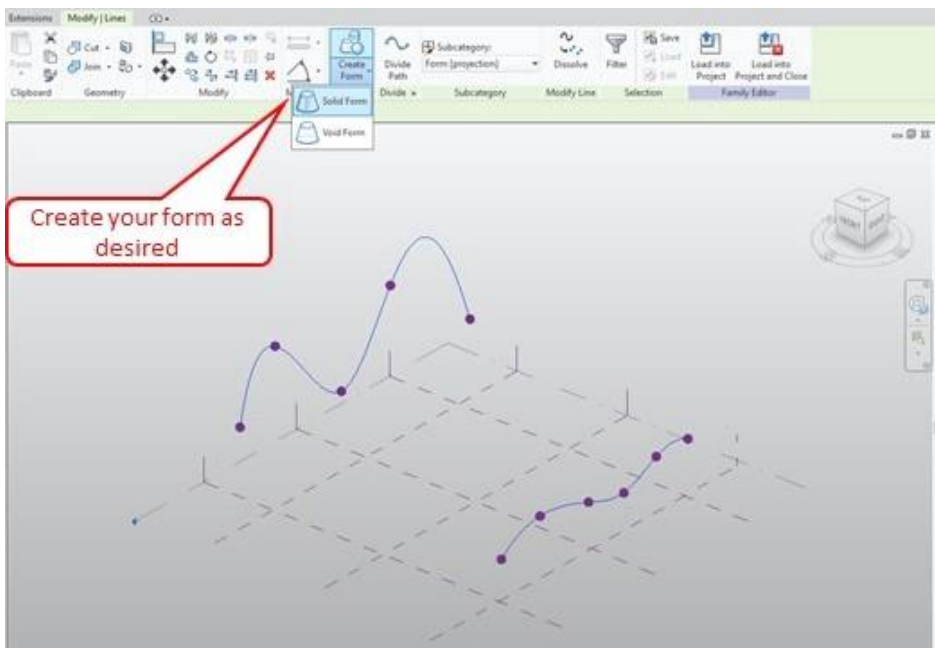 Extensions Modify | Lines
Paste Cut Join
Create Form
Divide Path
Subcategory:
Form [projection]
Dissolve
Filter
Save
Load
Edit
Load into Project
Load into Project and Close
Clipboard Geometry Modify Divide Subcategory Modify Line Selection Family Editor
Solid Form
Void Form
Create your form as
desired
FRONT